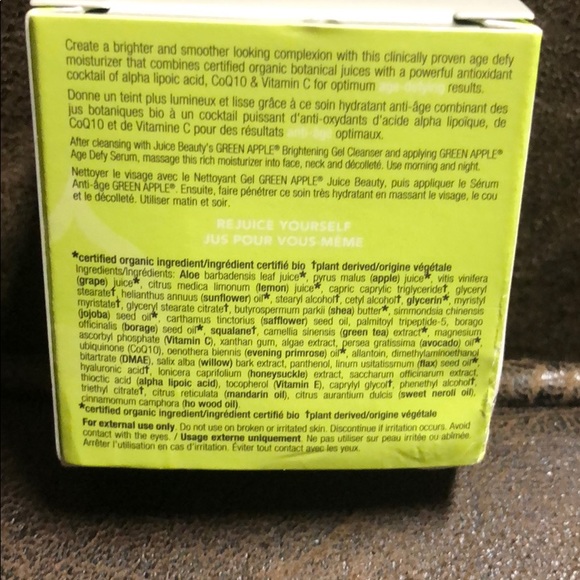 Create a brighter and smoother looking complexion with this clinically proven age defy
moisturizer that combines certified organic botanical juices with a powerful antioxidant
cocktail of alpha lipoic acid, CoQ10 & Vitamin C for optimum age-defying results.
Donne un teint plus lumineux et lisse grâce à ce soin hydratant anti-âge combinant des
jus botaniques bio à un cocktail puissant d'anti-oxydants d'acide alpha lipoïque, de
CoQ10 et de Vitamine C pour des résultats anti-âge optimaux.
After cleansing with Juice Beauty's GREEN APPLE® Brightening Gel Cleanser and applying GREEN APPLE®
Age Defy Serum, massage this rich moisturizer into face, neck and décolleté. Use morning and night.
Nettoyer le visage avec le Nettoyant Gel GREEN APPLE® Juice Beauty, puis appliquer le Sérum
Anti-âge GREEN APPLE®. Ensuite, faire pénétrer ce soin très hydratant en massant le visage, le cou
et le décolleté. Utiliser matin et soir.
REJUICE YOURSELF
JUS POUR VOUS-MÊME
*certified organic ingredient/ingrédient certifié bio †plant derived/origine végétale
Ingredients/Ingrédients: Aloe barbadensis leaf juice*, pyrus malus (apple) juice*, vitis vinifera
(grape) juice*, citrus medica limonum (lemon) juice*, capric caprylic triglyceride†, glyceryl
stearate†, helianthus annuus (sunflower) oil*, stearyl alcohol†, cetyl alcohol†, glycerin*, myristyl
myristate†, glyceryl stearate citrate†, butyrospermum parkii (shea) butter*, simmondsia chinensis
(jojoba) seed oil*, carthamus tinctorius (safflower) seed oil, palmitoyl tripeptide-5, borago
officinalis (borage) seed oil*, squalane†, camellia sinensis (green tea) extract*, magnesium
ascorbyl phosphate (Vitamin C), xanthan gum, algae extract, persea gratissima (avocado) oil*,
ubiquinone (CoQ10), oenothera biennis (evening primrose) oil*, allantoin, dimethylaminoethanol
bitartrate (DMAE), salix alba (willow) bark extract, panthenol, linum usitatissimum (flax) seed oil*,
hyaluronic acid†, lonicera caprifolium (honeysuckle) extract, saccharum officinarum extract,
thioctic acid (alpha lipoic acid), tocopherol (Vitamin E), caprylyl glycol†, phenethyl alcohol†,
triethyl citrate†, citrus reticulata (mandarin oil), citrus aurantium dulcis (sweet neroli oil),
cinnamomum camphora (ho wood oil).
*certified organic ingredient/ingrédient certifié bio †plant derived/origine végétale
For external use only. Do not use on broken or irritated skin. Discontinue if irritation occurs. Avoid
contact with the eyes. / Usage externe uniquement. Ne pas utiliser sur peau irritée ou abîmée.
Arrêter l'utilisation en cas d'irritation. Éviter tout contact avec les yeux.